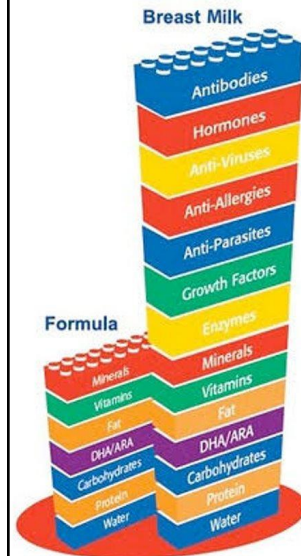 Breast Milk
Antibodies
Hormones
Anti-Viruses
Anti-Allergies
Anti-Parasites
Growth Factors
Enzymes
Minerals
Vitamins
Fat
DHA/ARA
Carbohydrates
Protein
Water
Formula
Minerals
Vitamins
Fat
DHA/ARA
Carbohydrates
Protein
Water